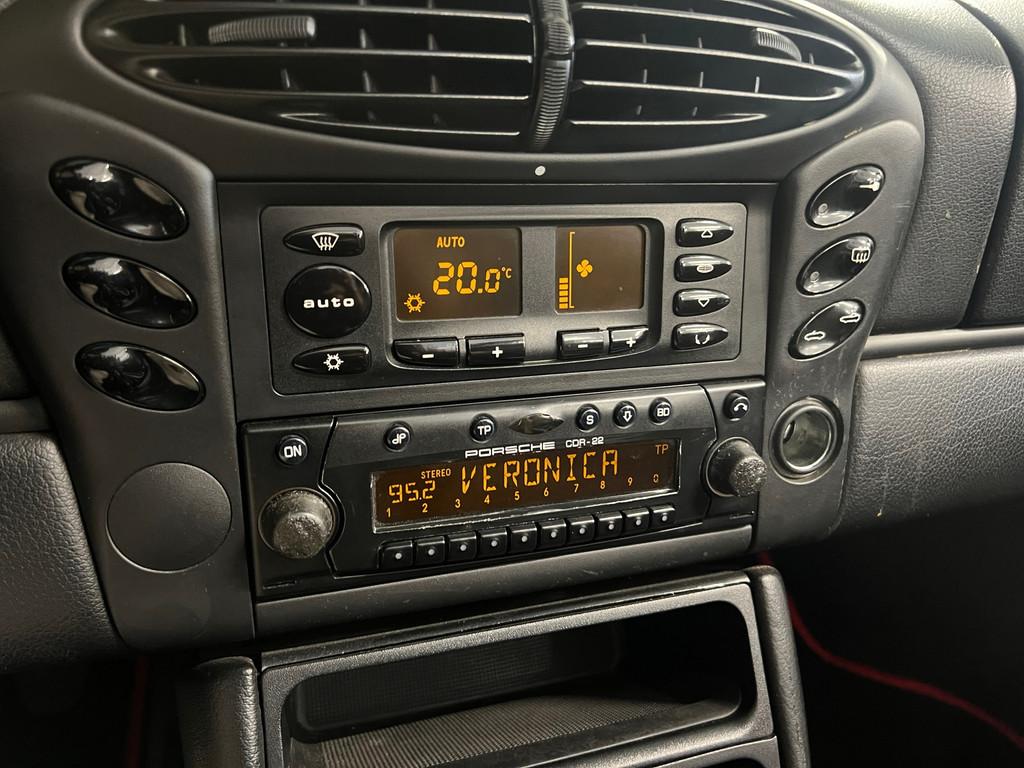 AUTO
20.0°C
auto
- + - +
TP S BD
ON
PORSCHE CDR-22
STEREO TP
95.2 VERONICA
1 2 3 4 5 6 7 8 9 0